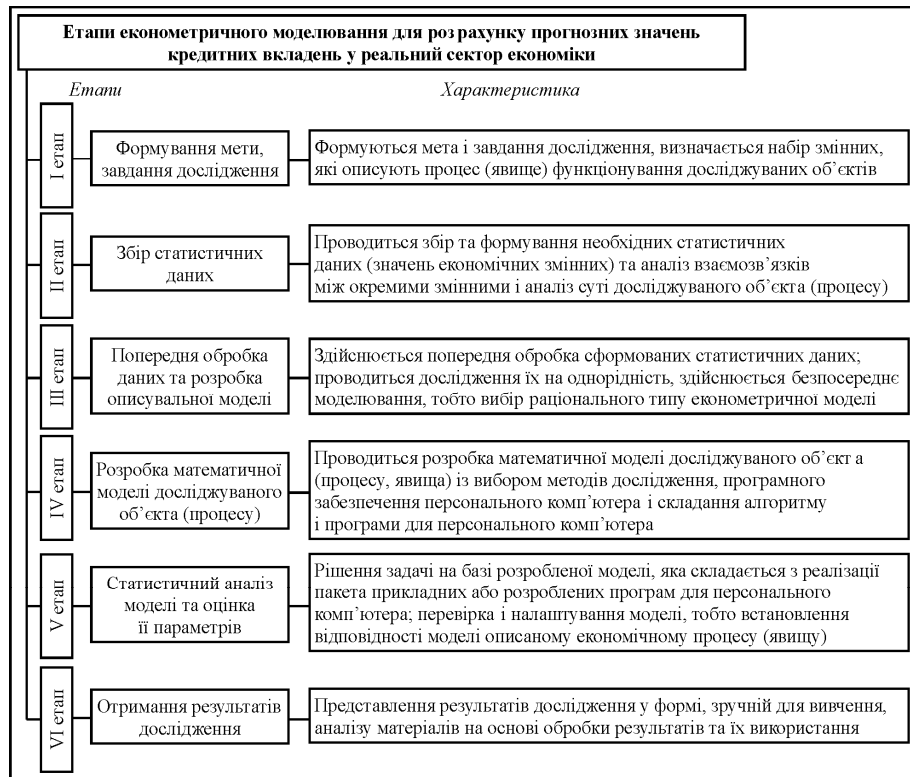 Етапи економетричного моделювання для розрахунку прогнозних значень
кредитних вкладень у реальний сектор економіки
Етапи
Характеристика
І етап
Формування мети,
завдання дослідження
Формуються мета і завдання дослідження, визначається набір змінних,
які описують процес (явище) функціонування досліджуваних об’єктів
ІІ етап
Збір статистичних
даних
Проводиться збір та формування необхідних статистичних
даних (значень економічних змінних) та аналіз взаємозв’язків
між окремими змінними і аналіз суті досліджуваного об’єкта (процесу)
ІІІ етап
Попередня обробка
даних та розробка
описувальної моделі
Здійснюється попередня обробка сформованих статистичних даних;
проводиться дослідження їх на однорідність, здійснюється безпосереднє
моделювання, тобто вибір раціонального типу економетричної моделі
IV етап
Розробка математичної
моделі досліджуваного
об’єкта (процесу)
Проводиться розробка математичної моделі досліджуваного об’єкт а
(процесу, явища) із вибором методів дослідження, програмного
забезпечення персонального комп’ютера і складання алгоритму
і програми для персонального комп’ютера
V етап
Статистичний аналіз
моделі та оцінка
її параметрів
Рішення задачі на базі розробленої моделі, яка складається з реалізації
пакета прикладних або розроблених програм для персонального
комп’ютера; перевірка і налаштування моделі, тобто встановлення
відповідності моделі описаному економічному процесу (явищу)
VI етап
Отримання результатів
дослідження
Представлення результатів дослідження у формі, зручній для вивчення,
аналізу матеріалів на основі обробки результатів та їх використання